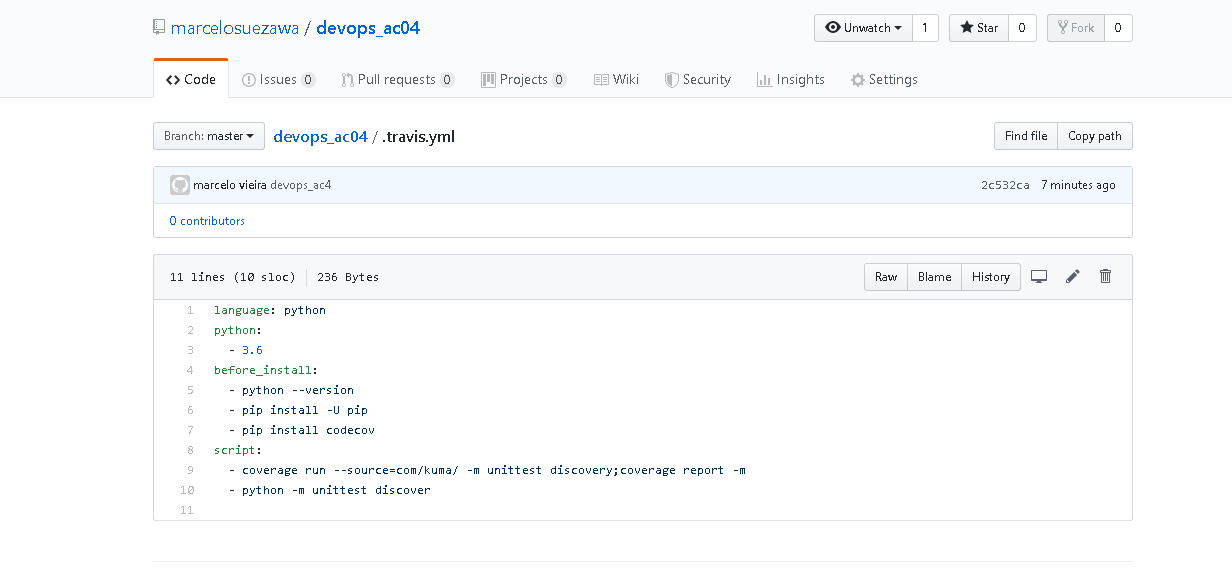 marcelosuezawa / devops_ac04
Unwatch 1 Star 0 Fork 0
Code Issues 0 Pull requests 0 Projects 0 Wiki Security Insights Settings
Branch: master devops_ac04 / .travis.yml Find file Copy path
marcelo vieira devops_ac4 2c532ca 7 minutes ago
0 contributors
11 lines (10 sloc) 236 Bytes Raw Blame History
1 language: python
2 python:
3 - 3.6
4 before_install:
5 - python --version
6 - pip install -U pip
7 - pip install codecov
8 script:
9 - coverage run --source=com/kuma/ -m unittest discovery;coverage report -m
10 - python -m unittest discover
11